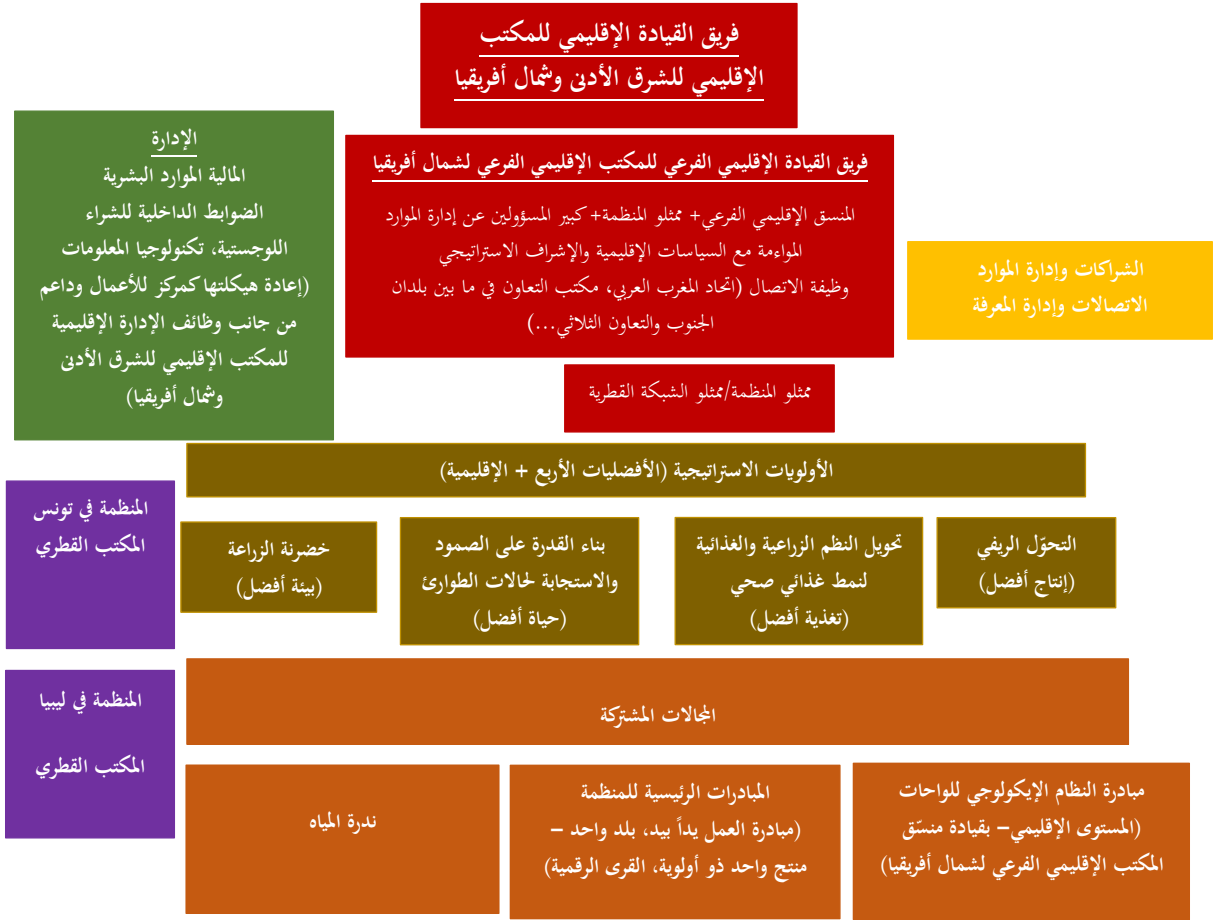 فريق القيادة الإقليمي للمكتب
الإقليمي للشرق الأدنى وشمال أفريقيا
فريق القيادة الإقليمي الفرعي للمكتب الإقليمي الفرعي لشمال أفريقيا
المنسق الإقليمي الفرعي+ ممثلو المنظمة+ كبير المسؤولين عن إدارة الموارد
المواءمة مع السياسات الإقليمية والإشراف الاستراتيجي
وظيفة الاتصال (اتحاد المغرب العربي، مكتب التعاون في ما بين بلدان
الجنوب والتعاون الثلاثي...)
الشراكات وإدارة الموارد
الاتصالات وإدارة المعرفة
الإدارة
المالية الموارد البشرية
الضوابط الداخلية للشراء
اللوجستية، تكنولوجيا المعلومات
(إعادة هيكلتها كمركز للأعمال وداعم
من جانب وظائف الإدارة الإقليمية
للمكتب الإقليمي للشرق الأدنى
وشمال أفريقيا)
ممثلو المنظمة/ممثلو الشبكة القطرية
الأولويات الاستراتيجية (الأفضليات الأربع + الإقليمية)
التحوّل الريفي
(إنتاج أفضل)
تحويل النظم الزراعية والغذائية
لنمط غذائي صحي
(تغذية أفضل)
بناء القدرة على الصمود
والاستجابة لحالات الطوارئ
(حياة أفضل)
خضرنة الزراعة
(بيئة أفضل)
المنظمة في تونس
المكتب القطري
المجالات المشتركة
المنظمة في ليبيا
المكتب القطري
مبادرة النظام الإيكولوجي للواحات
(المستوى الإقليمي– بقيادة منسّق
المكتب الإقليمي الفرعي لشمال أفريقيا)
المبادرات الرئيسية للمنظمة
(مبادرة العمل يداً بيد، بلد واحد –
منتج واحد ذو أولوية، القرى الرقمية)
ندرة المياه